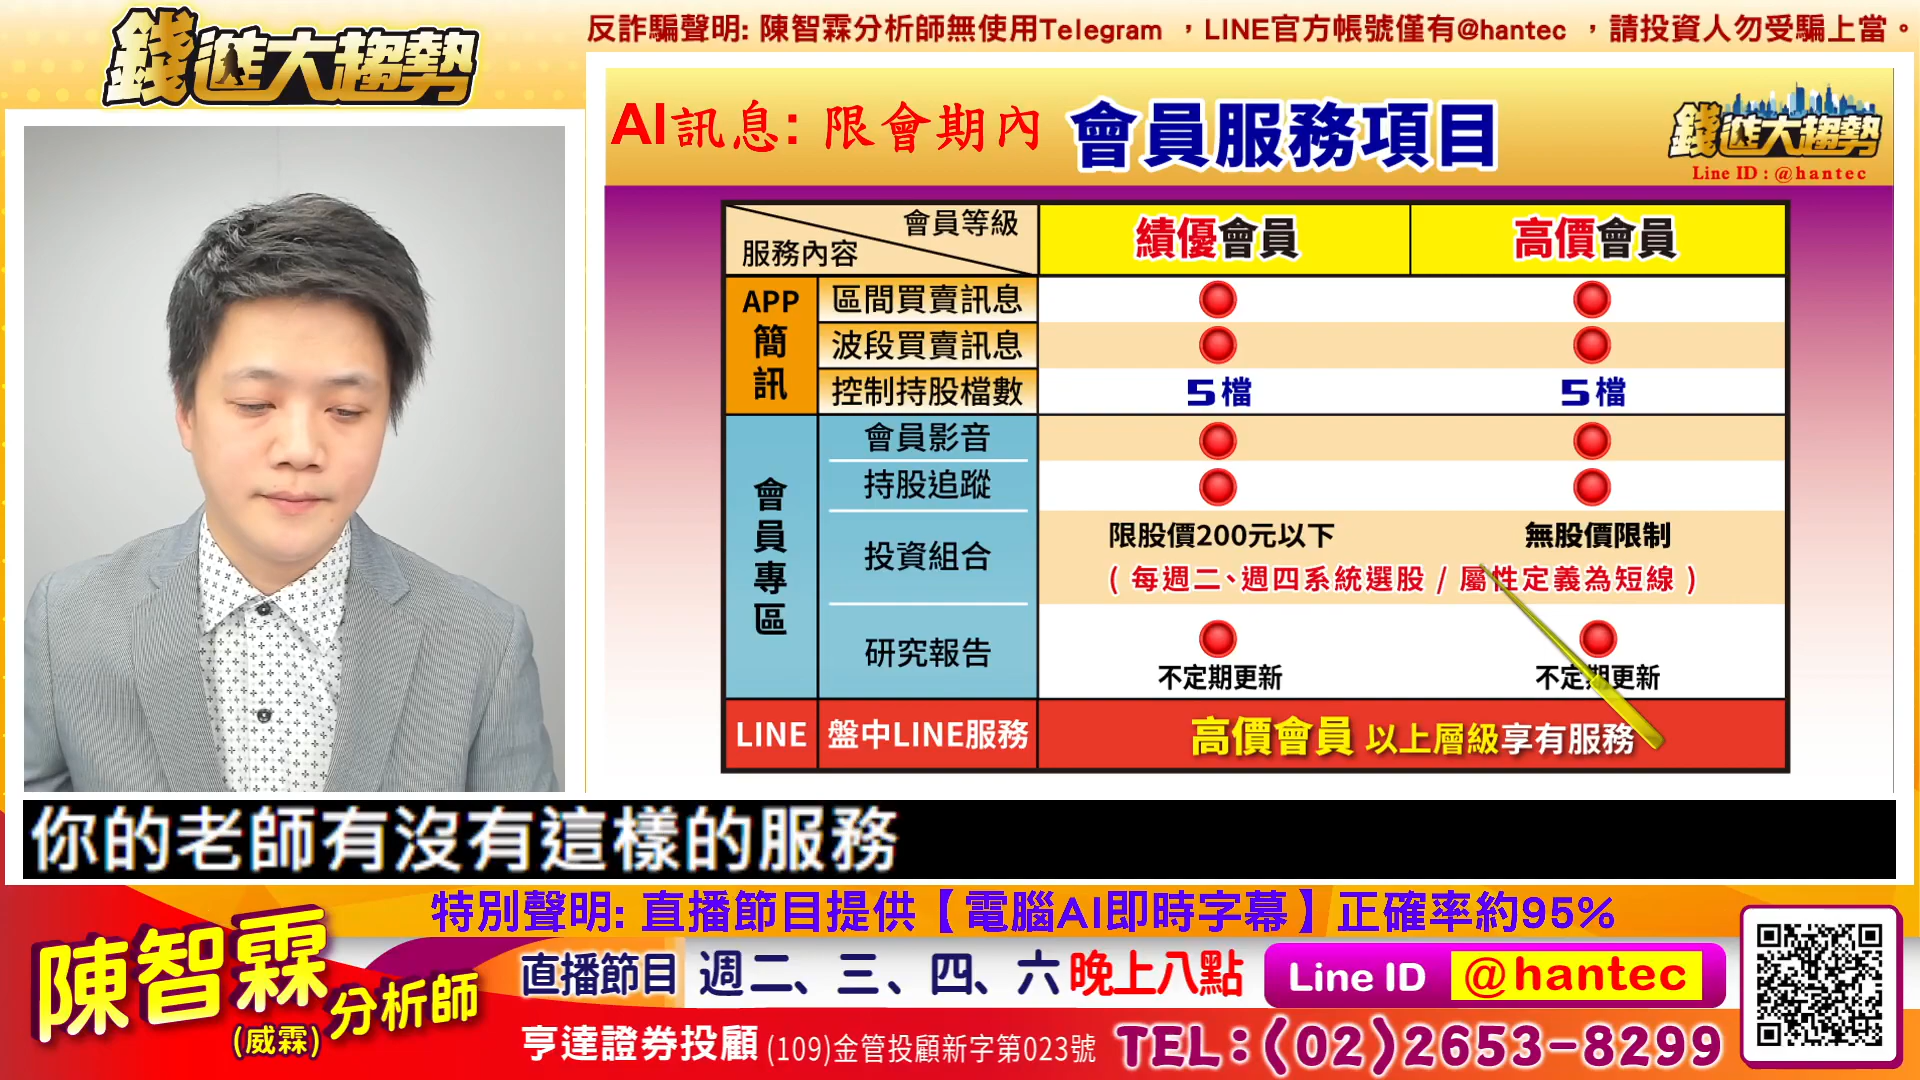 錢進大趨勢
反詐騙聲明: 陳智霖分析師無使用Telegram ，LINE官方帳號僅有@hantec ，請投資人勿受騙上當。
AI訊息: 限會期內 會員服務項目
錢進大趨勢
Line ID : @hantec
會員等級
服務內容
績優會員 高價會員
APP簡訊
區間買賣訊息
波段買賣訊息
控制持股檔數 5檔 5檔
會員專區
會員影音
持股追蹤
投資組合
限股價200元以下 無股價限制
( 每週二、週四系統選股 / 屬性定義為短線 )
研究報告
不定期更新 不定期更新
LINE 盤中LINE服務 高價會員 以上層級享有服務
你的老師有沒有這樣的服務
特別聲明: 直播節目提供【電腦AI即時字幕】正確率約95%
陳智霖分析師
(威霖)
直播節目 週二、三、四、六晚上八點 Line ID @hantec
亨達證券投顧 (109)金管投顧新字第023號 TEL:(02)2653-8299